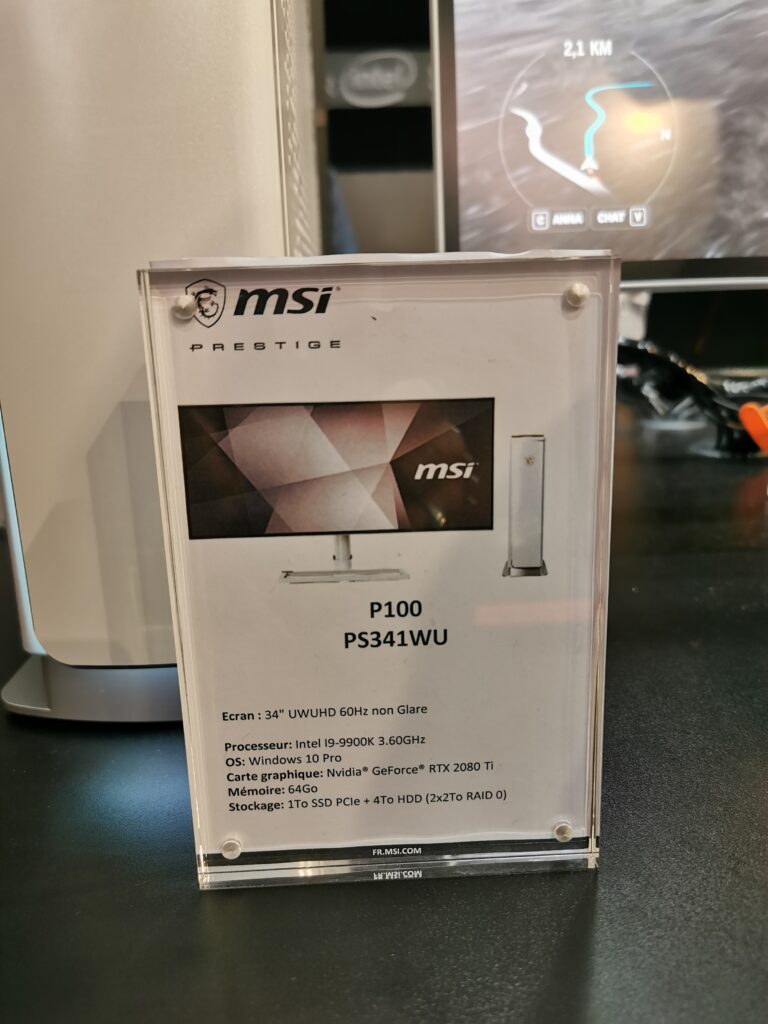 intel
2,1 KM
N
C ANNA CHAT V
msi
PRESTIGE
msi
P100
PS341WU
Ecran : 34" UWUHD 60Hz non Glare
Processeur: Intel I9-9900K 3.60GHz
OS: Windows 10 Pro
Carte graphique: Nvidia® GeForce® RTX 2080 Ti
Mémoire: 64Go
Stockage: 1To SSD PCIe + 4To HDD (2x2To RAID 0)
FR.MSI.COM